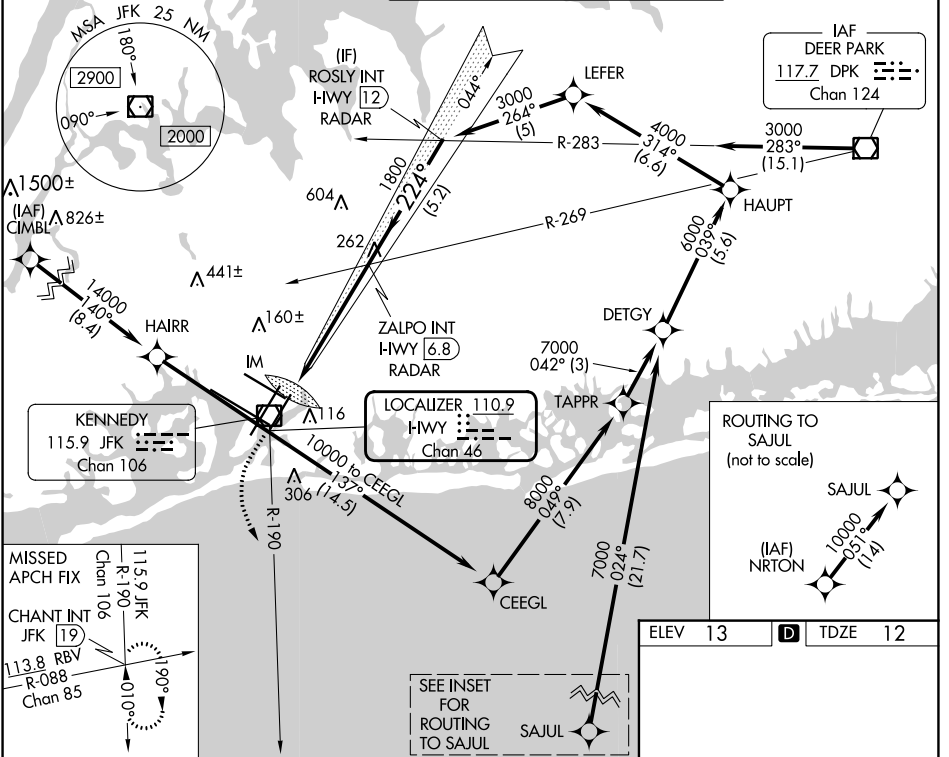 MSA JFK 25 NM
180°
2900
090°
2000
1500±
(IAF)
CIMBL
826±
14000
140°
(8.4)
HAIRR
441±
604
160±
262
IM
116
306
(IF)
ROSLY INT
I-WY 12
RADAR
044°
1800
224°
(5.2)
3000
264°
(5)
LEFER
4000
314°
(6.6)
R-283
3000
283°
(15.1)
IAF
DEER PARK
117.7 DPK
Chan 124
HAUPT
R-269
6000
039°
(5.6)
DETGY
7000
042° (3)
TAPPR
ZALPO INT
I-WY 6.8
RADAR
KENNEDY
115.9 JFK
Chan 106
LOCALIZER 110.9
I-WY
Chan 46
10000 to CEEGL
137°
(14.5)
R-190
8000
049°
(7.9)
CEEGL
7000
024°
(21.7)
ROUTING TO
SAJUL
(not to scale)
SAJUL
10000
051°
(14)
(IAF)
NRTON
MISSED
APCH FIX
115.9 JFK
R-190
Chan 106
CHANT INT
JFK 19
113.8 RBV
R-088
Chan 85
190°
010°
SEE INSET
FOR
ROUTING
TO SAJUL
SAJUL
ELEV 13 D TDZE 12